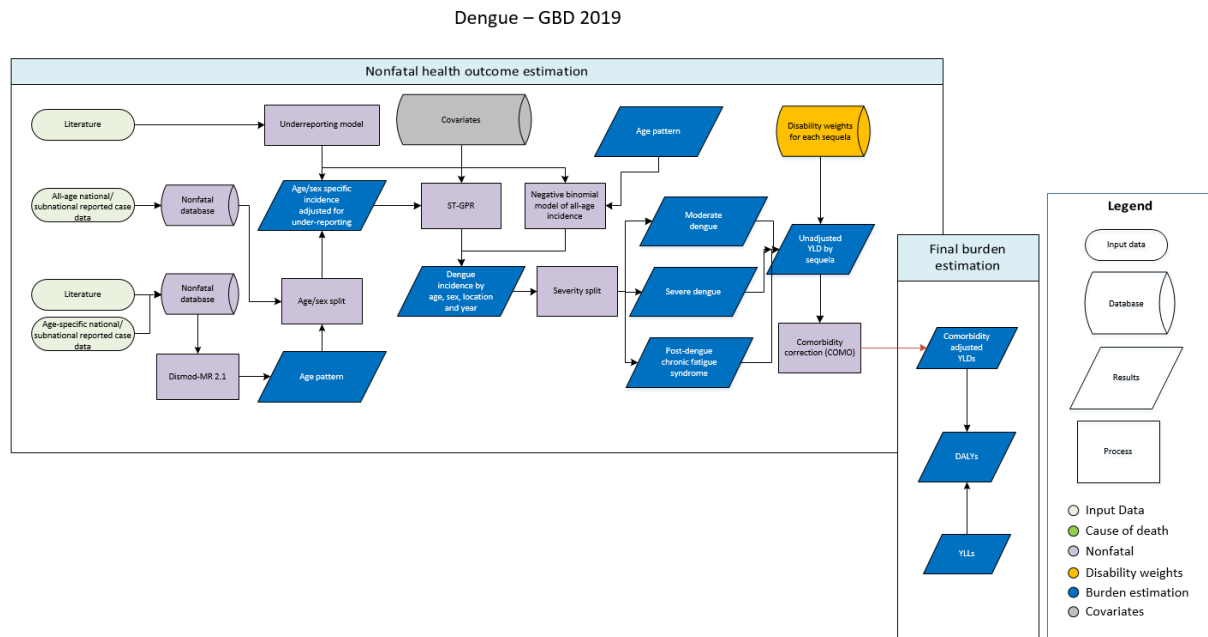 Dengue – GBD 2019
Nonfatal health outcome estimation
Literature
Underreporting model
Covariates
Age pattern
Disability weights
for each sequela
All-age national/
subnational reported case
data
Nonfatal
database
Age/sex specific
incidence
adjusted for
under-reporting
ST-GPR
Negative binomial
model of all-age
incidence
Moderate
dengue
Unadjusted
YLD by
sequela
Literature
Age-specific national/
subnational reported case
data
Nonfatal
database
Age/sex split
Dengue
incidence by
age, sex, location
and year
Severity split
Severe dengue
Post-dengue
chronic fatigue
syndrome
Comorbidity
correction (COMO)
Dismod-MR 2.1
Age pattern
Final burden
estimation
Comorbidity
adjusted
YLDs
DALYs
YLLs
Legend
Input data
Database
Results
Process
Input Data
Cause of death
Nonfatal
Disability weights
Burden estimation
Covariates